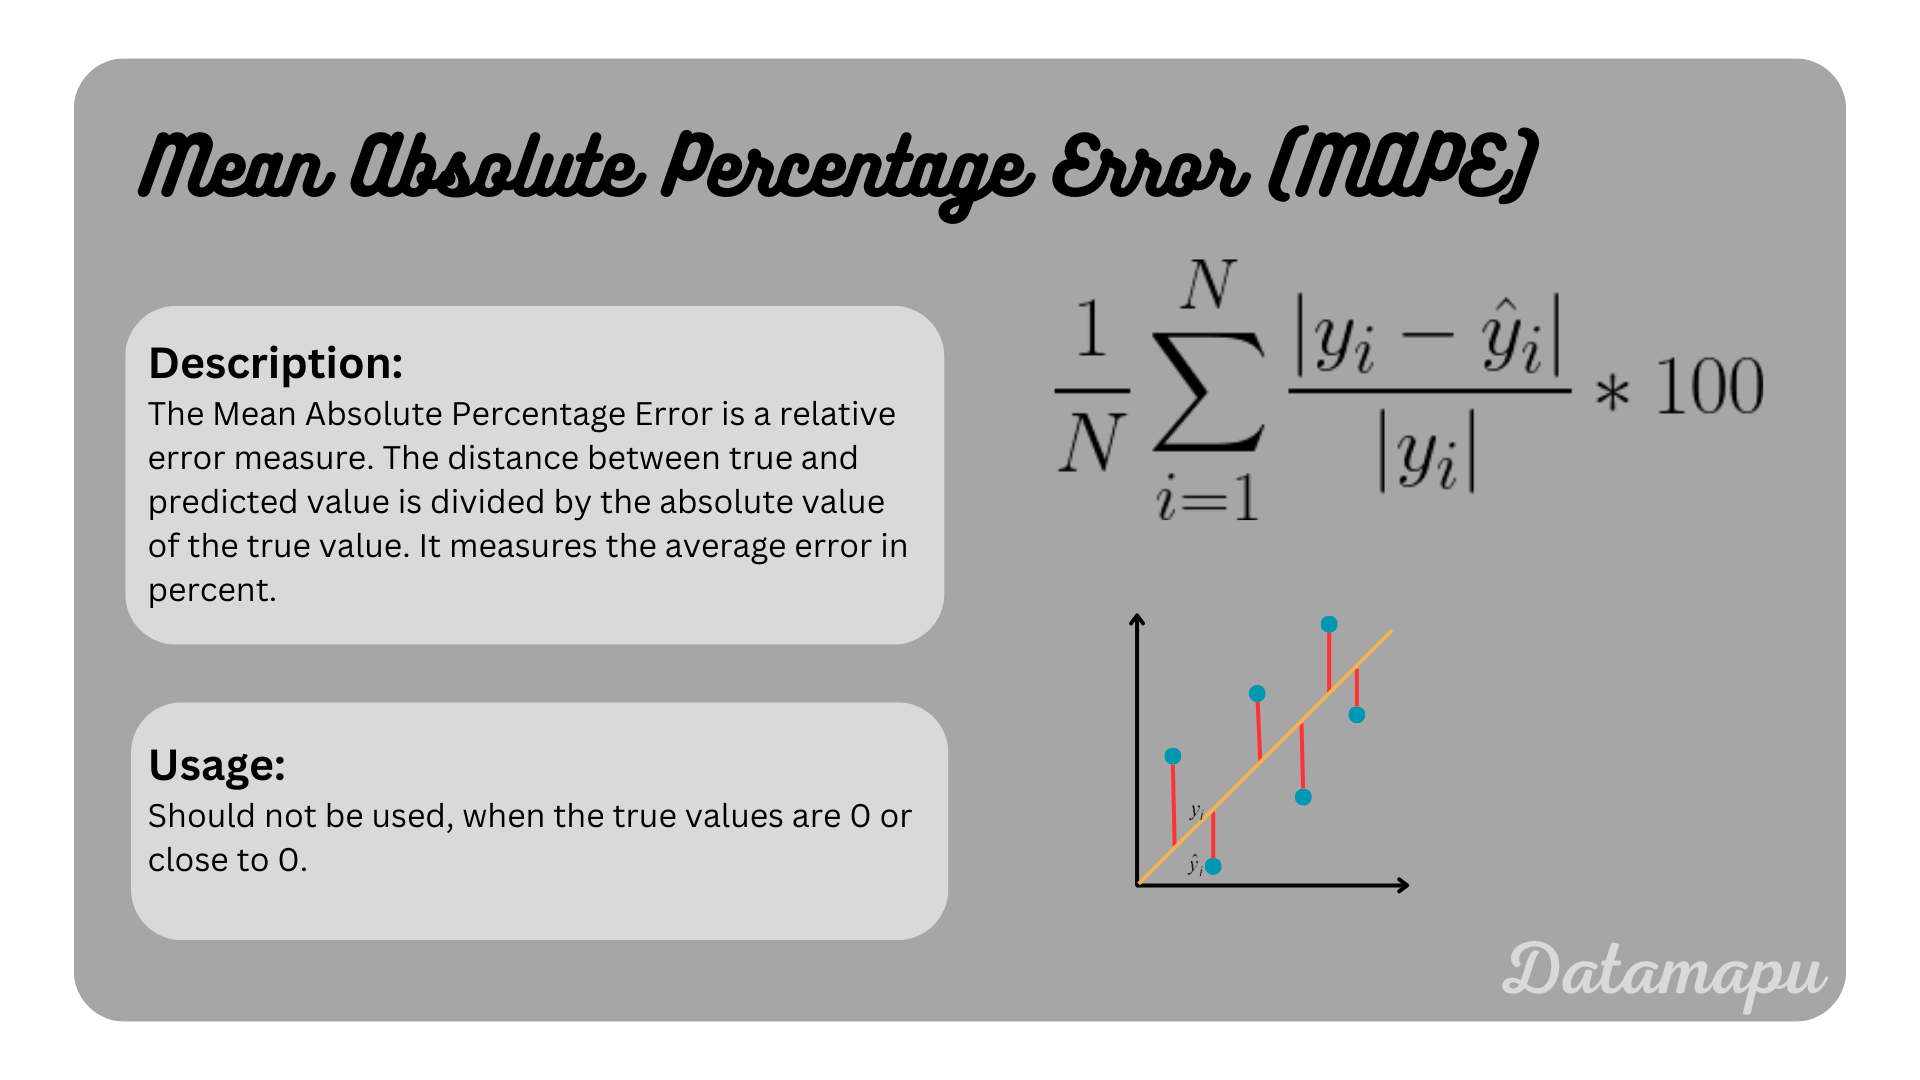 Mean Absolute Percentage Error (MAPE)
Description:
The Mean Absolute Percentage Error is a relative
error measure. The distance between true and
predicted value is divided by the absolute value
of the true value. It measures the average error in
percent.
Usage:
Should not be used, when the true values are 0 or
close to 0.
\frac{1}{N} \sum_{i=1}^{N} \frac{|y_i - \hat{y}_i|}{|y_i|} * 100
y_i
\hat{y}_i
Datamapu